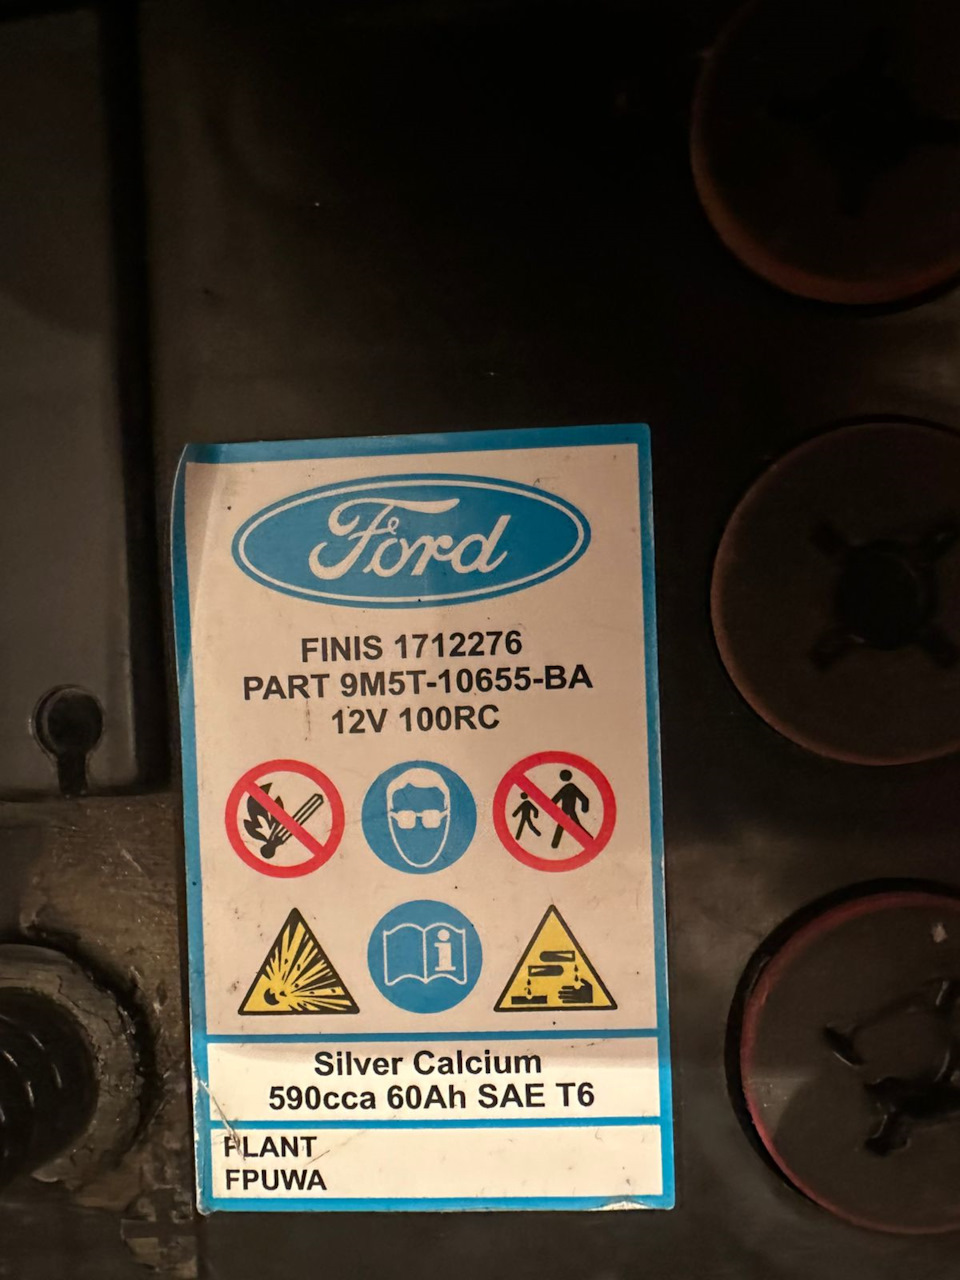 Ford
FINIS 1712276
PART 9M5T-10655-BA
12V 100RC
i
Silver Calcium
590cca 60Ah SAE T6
PLANT
FPUWA